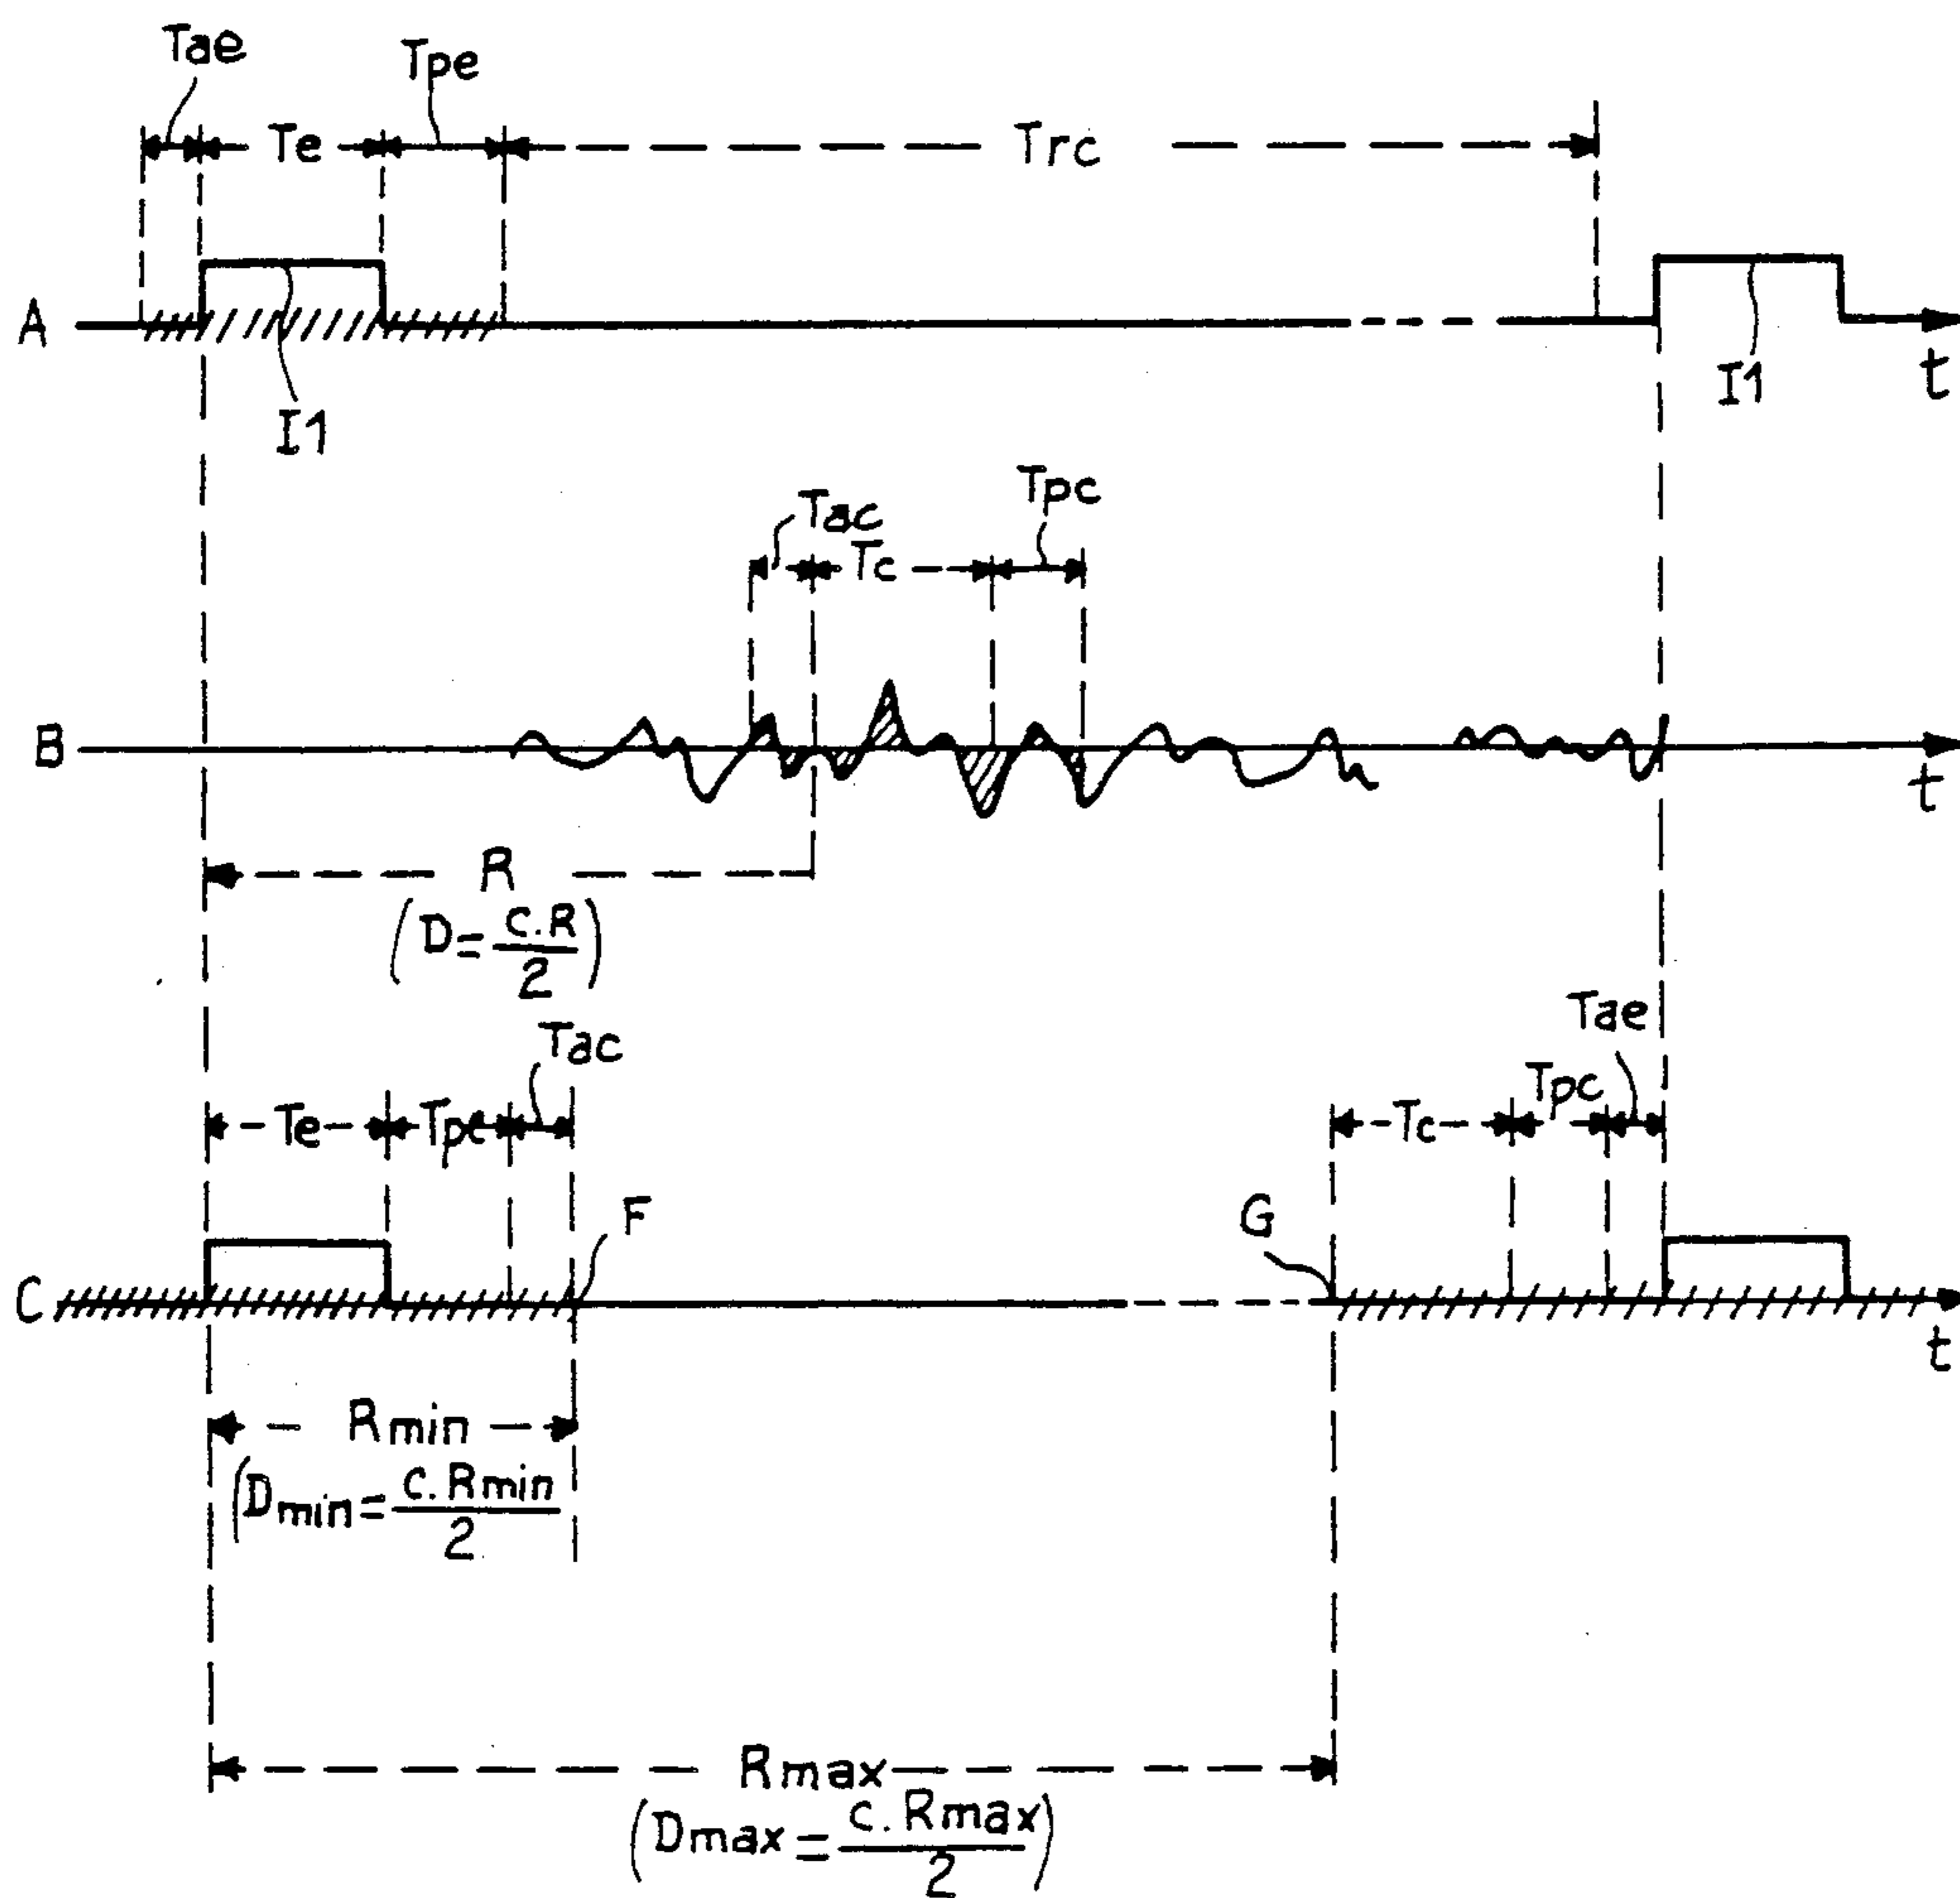 Tae
Tpe
Te
Trc
A
I1
I1
t
Tac
Tpc
Tc
B
t
R
(D=c.R/2)
Tae
Tac
Tpc
Te
Tpe
Tc
F
G
C
t
Rmin
(Dmin=c.Rmin/2
Rmax
(Dmax=c.Rmax/2)